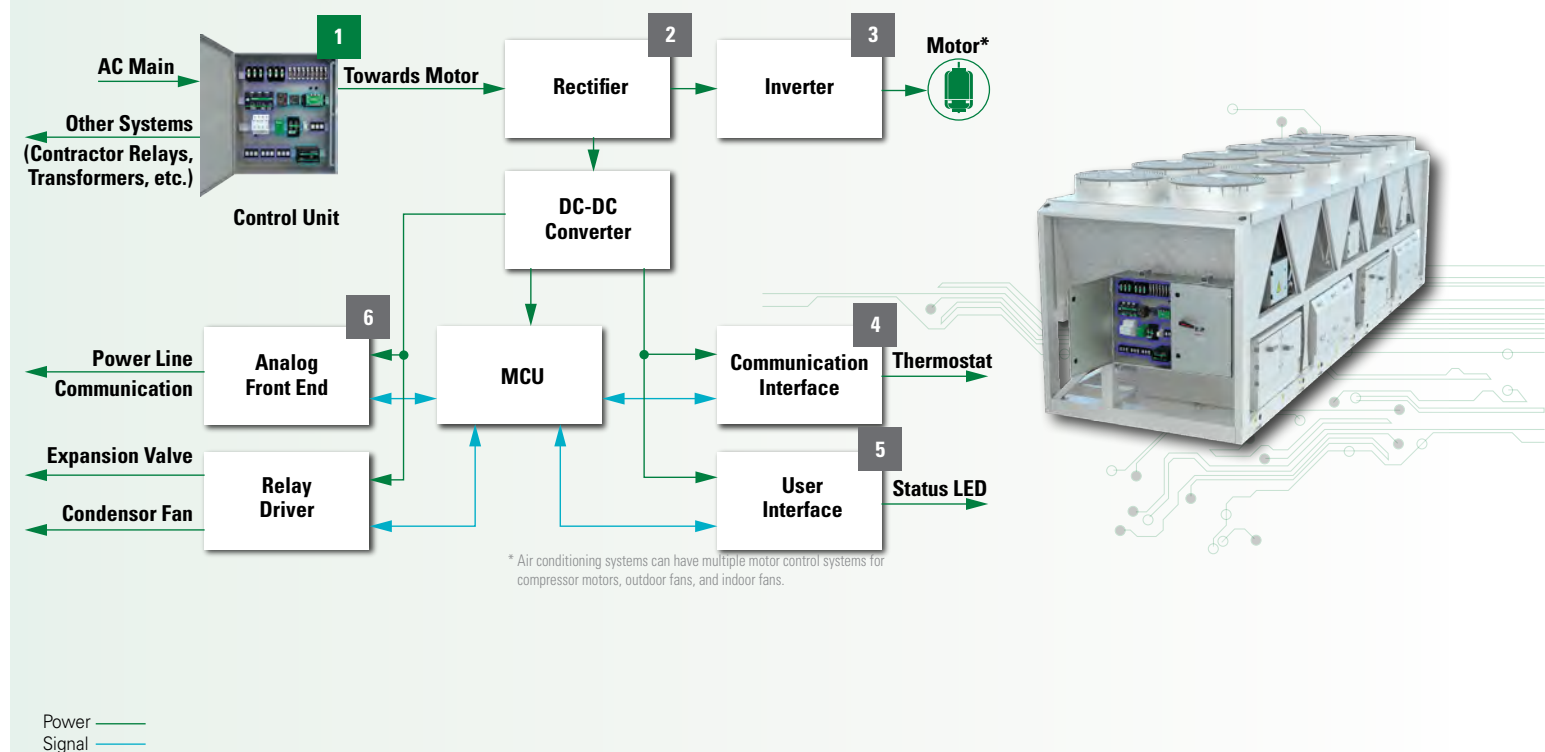 1
2
3
Motor*
AC Main
Towards Motor
Rectifier
Inverter
Other Systems
(Contractor Relays,
Transformers, etc.)
Control Unit
DC-DC
Converter
6
4
Power Line
Communication
Analog
Front End
MCU
Communication
Interface
Thermostat
5
Expansion Valve
Condensor Fan
Relay
Driver
User
Interface
Status LED
* Air conditioning systems can have multiple motor control systems for
compressor motors, outdoor fans, and indoor fans.
Power
Signal